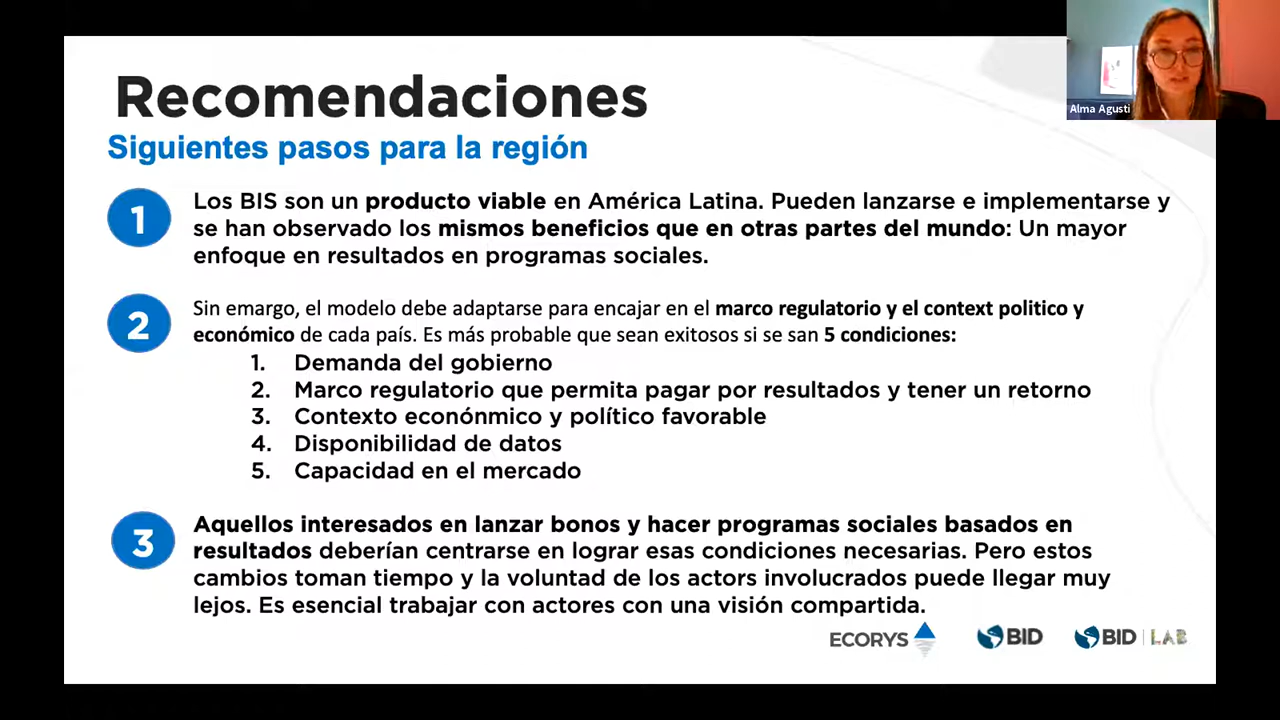 Recomendaciones
Siguientes pasos para la región
Alma Agusti
1
Los BIS son un producto viable en América Latina. Pueden lanzarse e implementarse y
se han observado los mismos beneficios que en otras partes del mundo: Un mayor
enfoque en resultados en programas sociales.
2
Sin emargo, el modelo debe adaptarse para encajar en el marco regulatorio y el context politico y
económico de cada país. Es más probable que sean exitosos si se san 5 condiciones:
1. Demanda del gobierno
2. Marco regulatorio que permita pagar por resultados y tener un retorno
3. Contexto econónmico y político favorable
4. Disponibilidad de datos
5. Capacidad en el mercado
3
Aquellos interesados en lanzar bonos y hacer programas sociales basados en
resultados deberían centrarse en lograr esas condiciones necesarias. Pero estos
cambios toman tiempo y la voluntad de los actors involucrados puede llegar muy
lejos. Es esencial trabajar con actores con una visión compartida.
ECORYS BID BID LAB